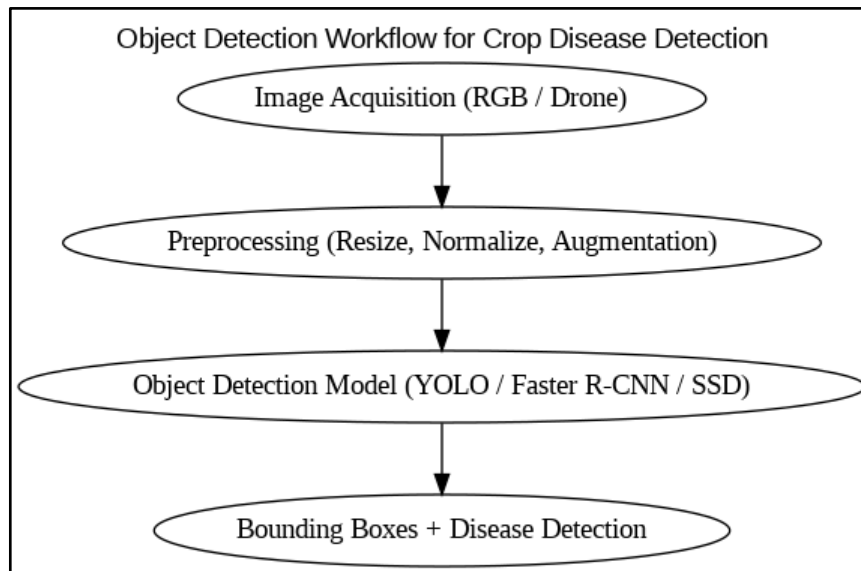 Object Detection Workflow for Crop Disease Detection
Image Acquisition (RGB / Drone)
Preprocessing (Resize, Normalize, Augmentation)
Object Detection Model (YOLO / Faster R-CNN / SSD)
Bounding Boxes + Disease Detection